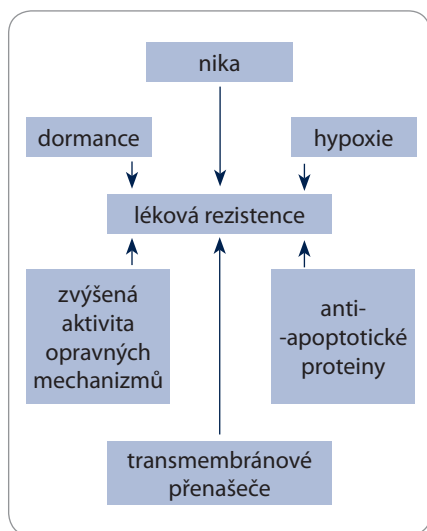 nika
dormance
hypoxie
léková rezistence
zvýšená
aktivita
opravných
mechanizmů
anti-
-apoptotické
proteiny
transmembránové
přenašeče